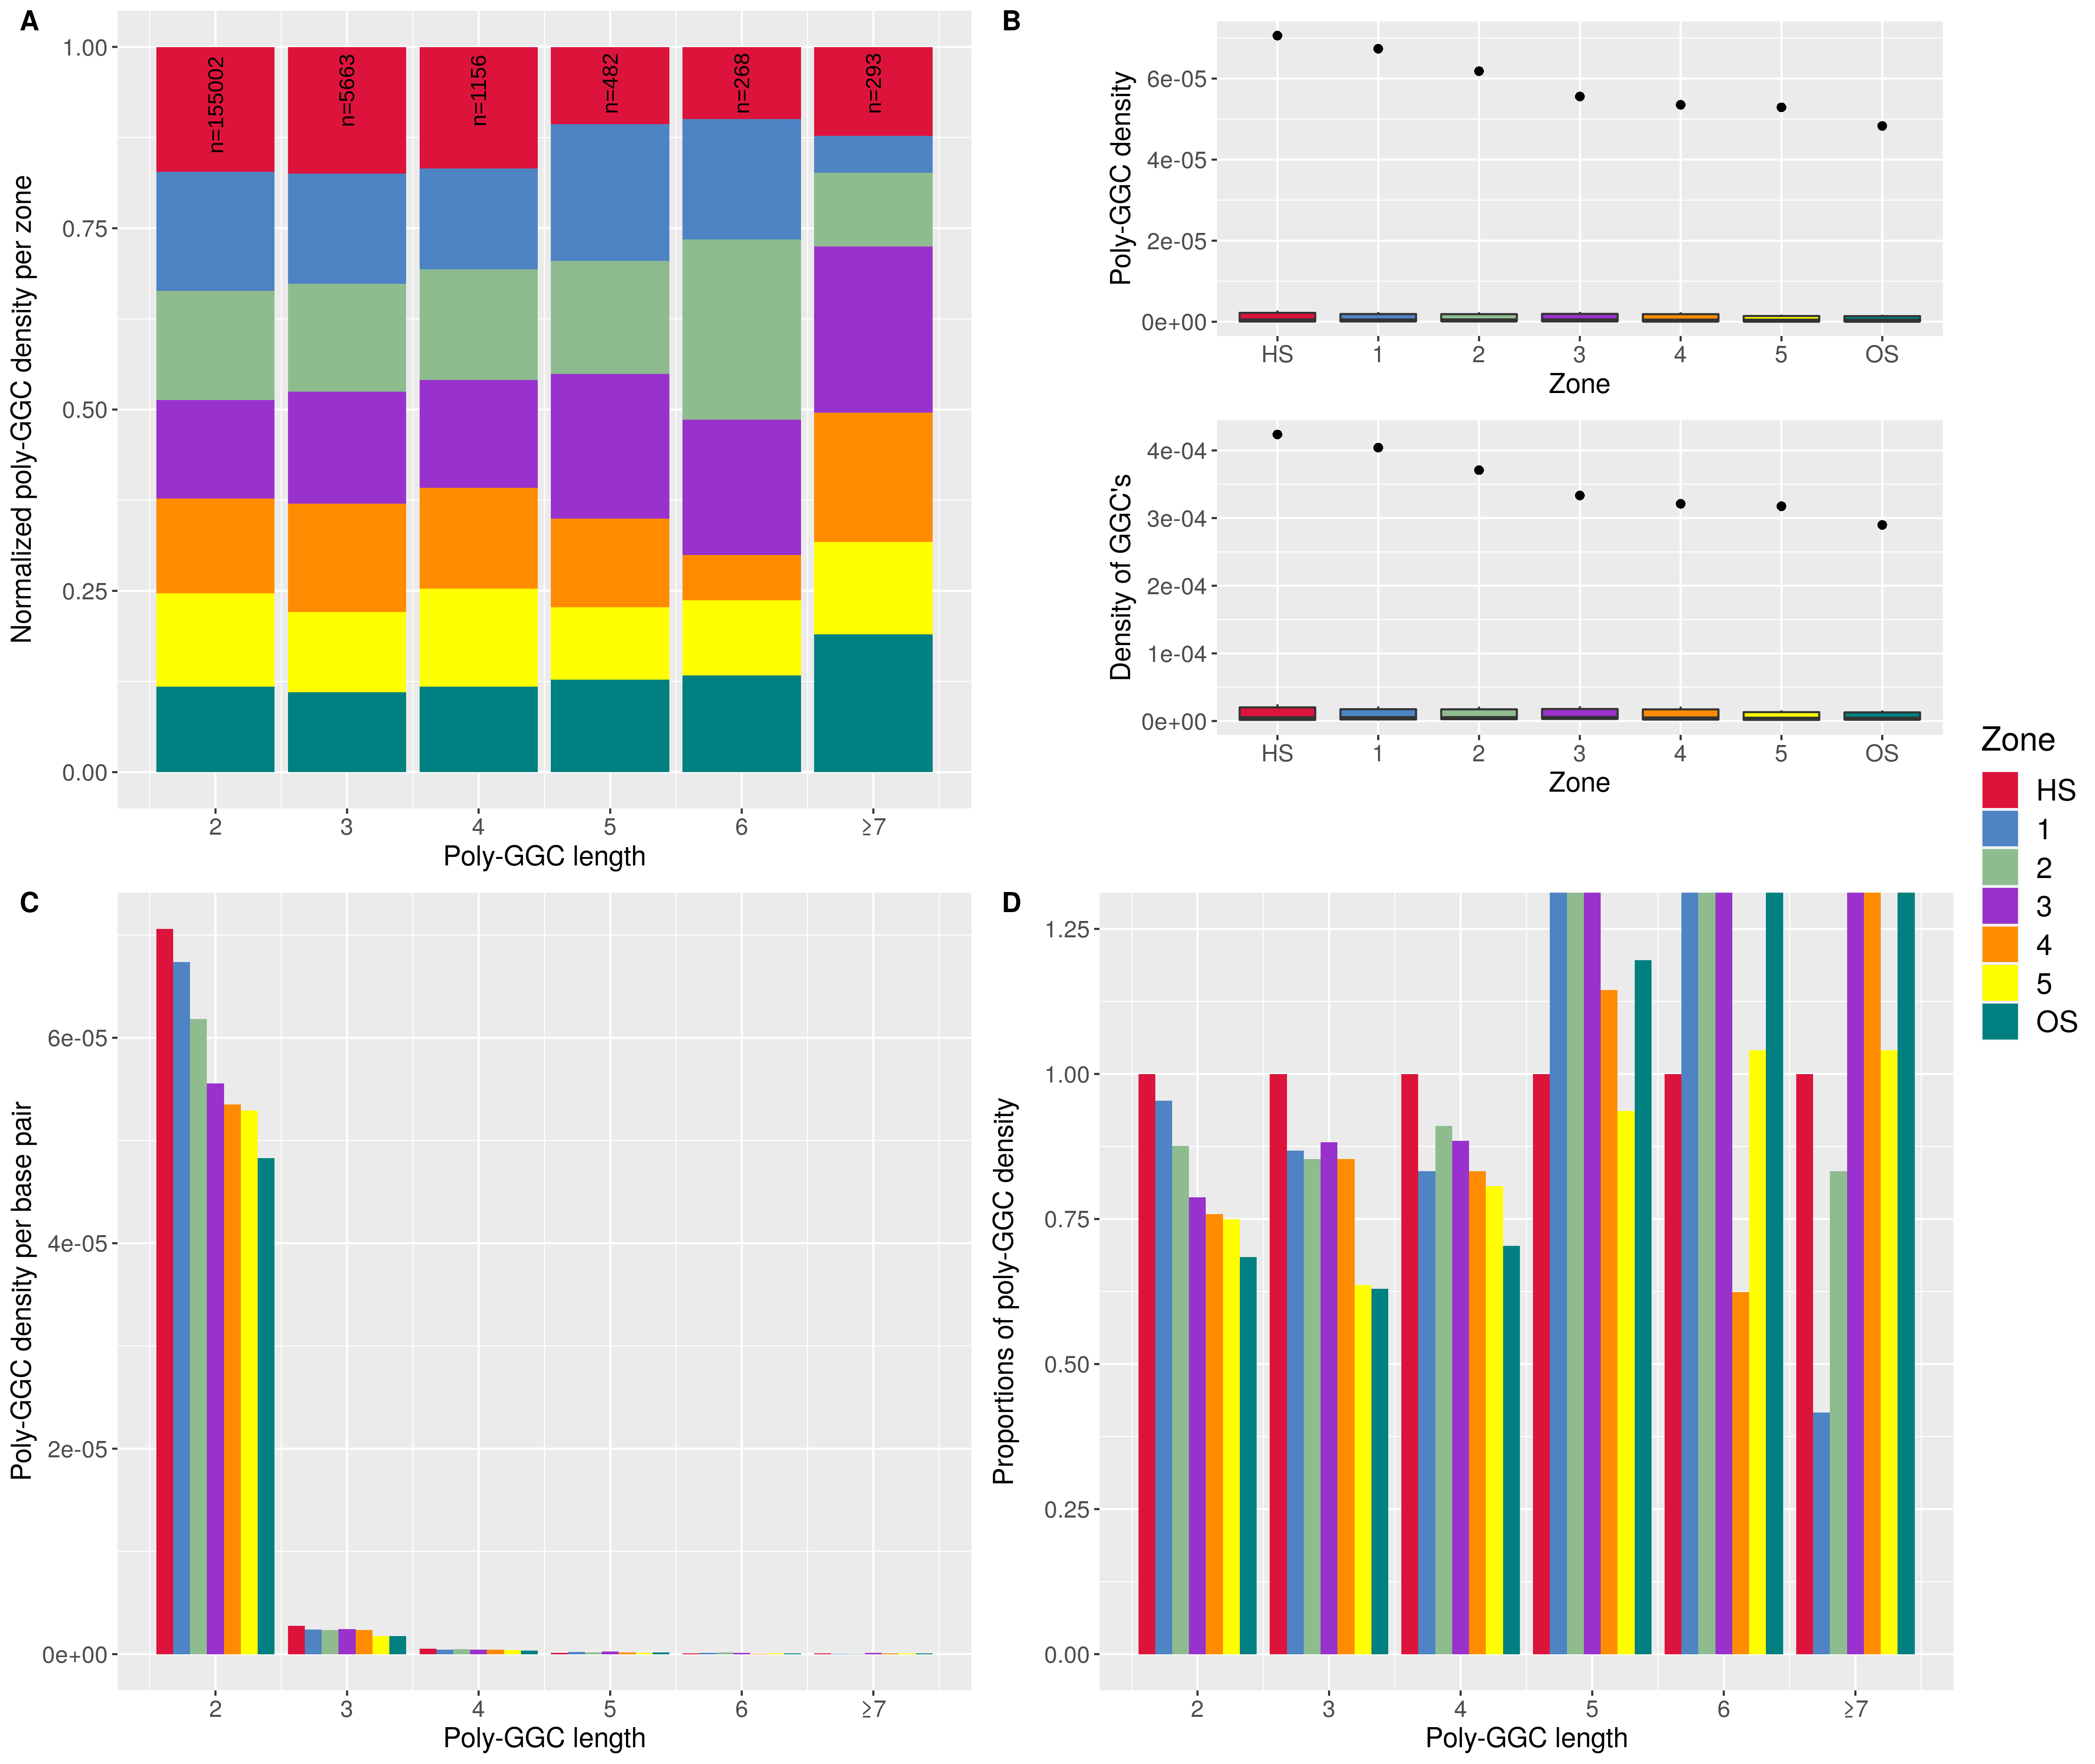 A
Normalized poly-GGC density per zone
1.00
0.75
0.50
0.25
0.00
n=155002
n=5663
n=1156
n=482
n=268
n=293
2 3 4 5 6 ≥7
Poly-GGC length
B
Poly-GGC density
6e-05
4e-05
2e-05
0e+00
HS 1 2 3 4 5 OS
Zone
Density of GGC's
4e-04
3e-04
2e-04
1e-04
0e+00
HS 1 2 3 4 5 OS
Zone
Zone
HS
1
2
3
4
5
OS
C
Poly-GGC density per base pair
6e-05
4e-05
2e-05
0e+00
2 3 4 5 6 ≥7
Poly-GGC length
D
Proportions of poly-GGC density
1.25
1.00
0.75
0.50
0.25
0.00
2 3 4 5 6 ≥7
Poly-GGC length